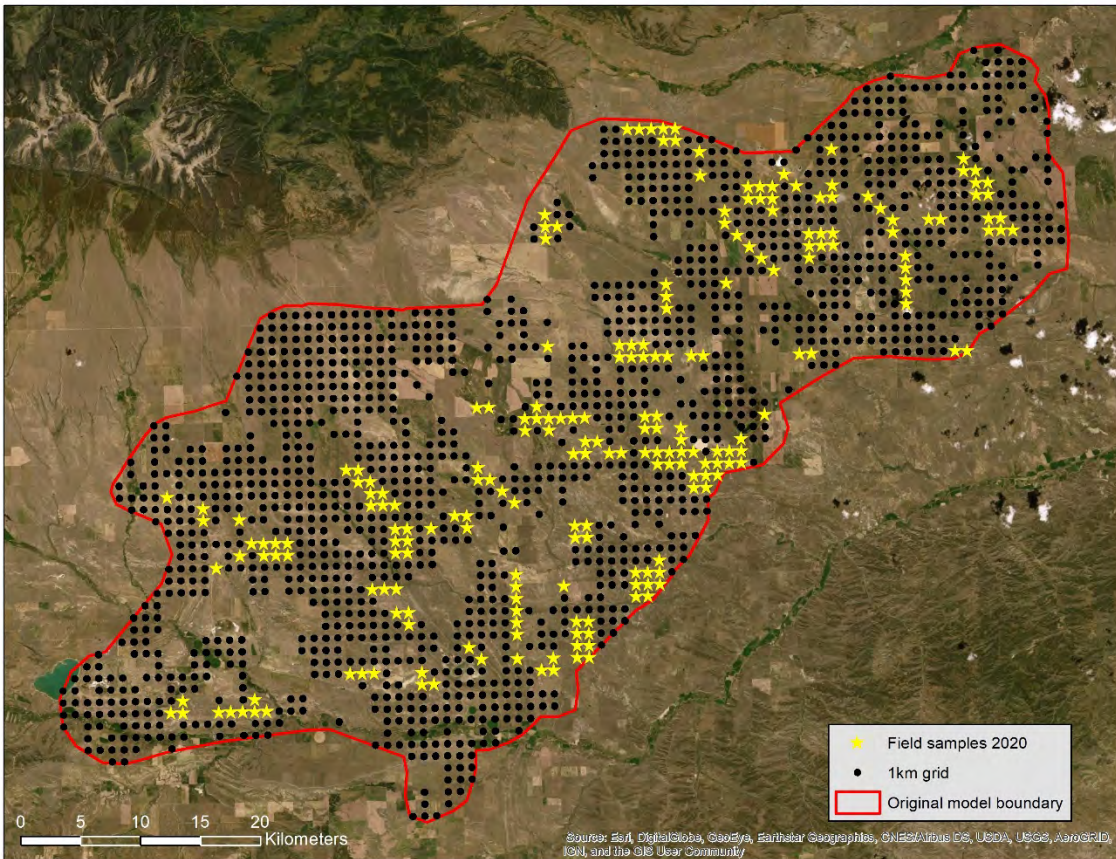 Field samples 2020
1km grid
Original model boundary
0 5 10 15 20
Kilometers
Source: Esri, DigitalGlobe, GeoEye, Earthstar Geographics, CNES/Airbus DS, USDA, USGS, AeroGRID,
IGN, and the GIS User Community